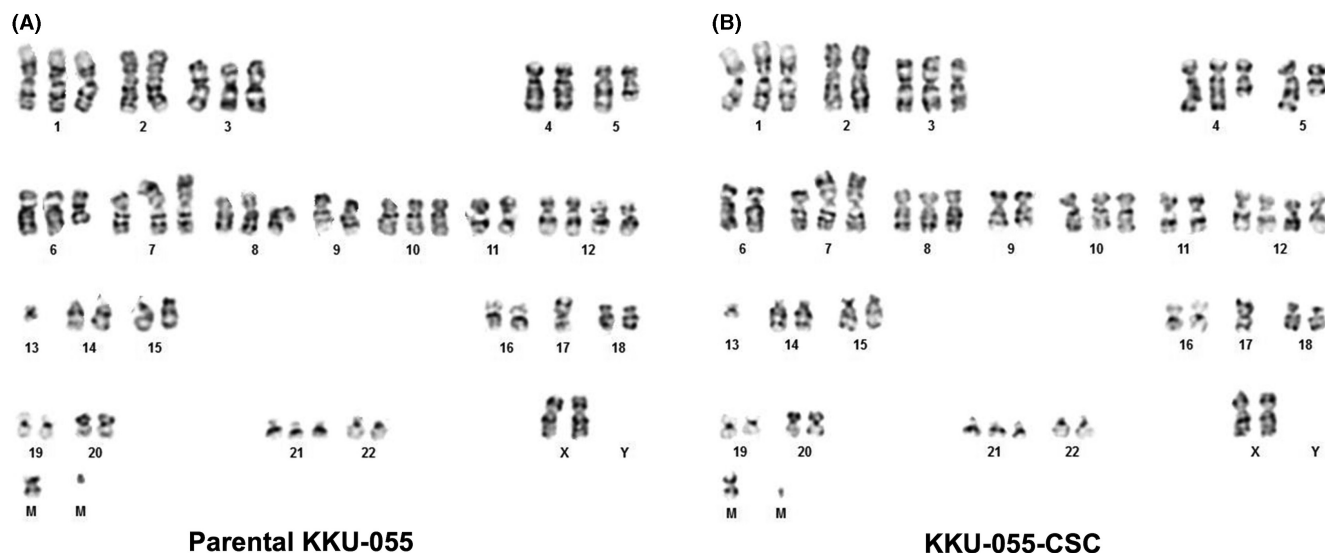 (A)
1 2 3 4 5
6 7 8 9 10 11 12
13 14 15 16 17 18
19 20 21 22 X Y
M M
Parental KKU-055
(B)
1 2 3 4 5
6 7 8 9 10 11 12
13 14 15 16 17 18
19 20 21 22 X Y
M M
KKU-055-CSC